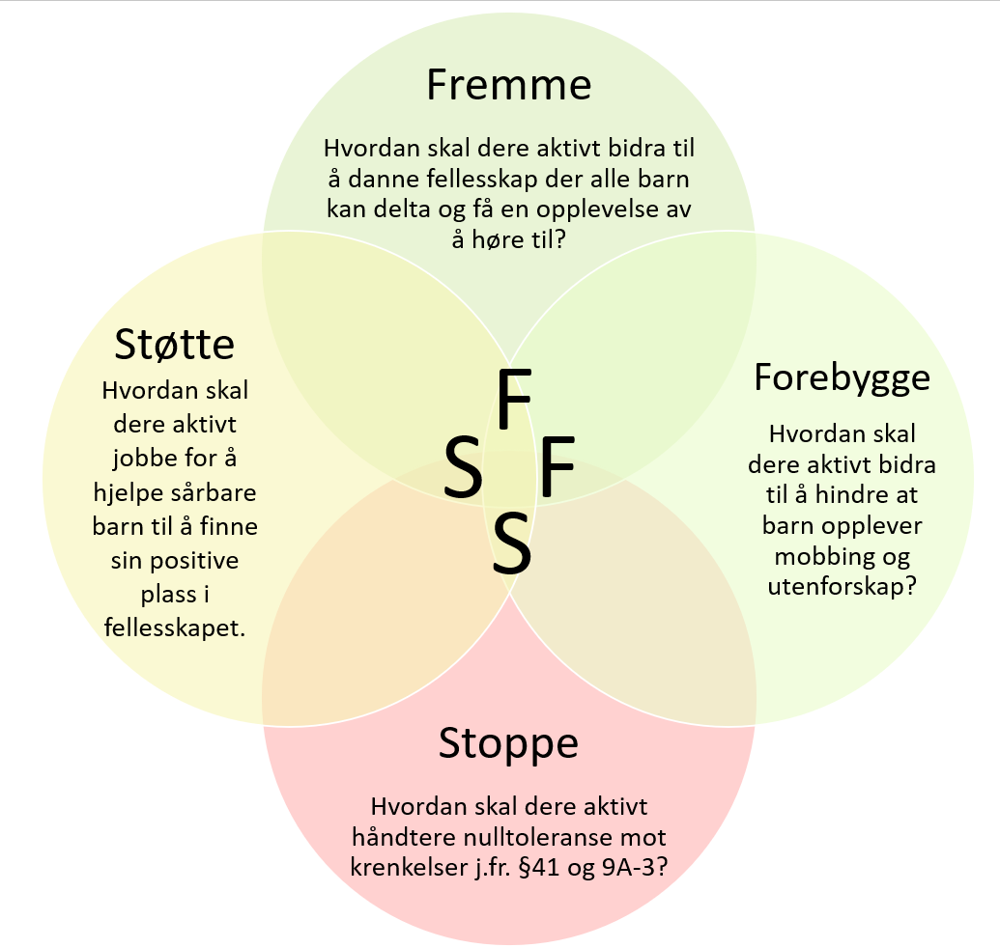 Fremme
Hvordan skal dere aktivt bidra til
å danne fellesskap der alle barn
kan delta og få en opplevelse av
å høre til?
Støtte
Hvordan skal
dere aktivt
jobbe for å
hjelpe sårbare
barn til å finne
sin positive
plass i
fellesskapet.
F
S F
S
Forebygge
Hvordan skal
dere aktivt bidra
til å hindre at
barn opplever
mobbing og
utenforskap?
Stoppe
Hvordan skal dere aktivt
håndtere nulltoleranse mot
krenkelser j.fr. §41 og 9A-3?